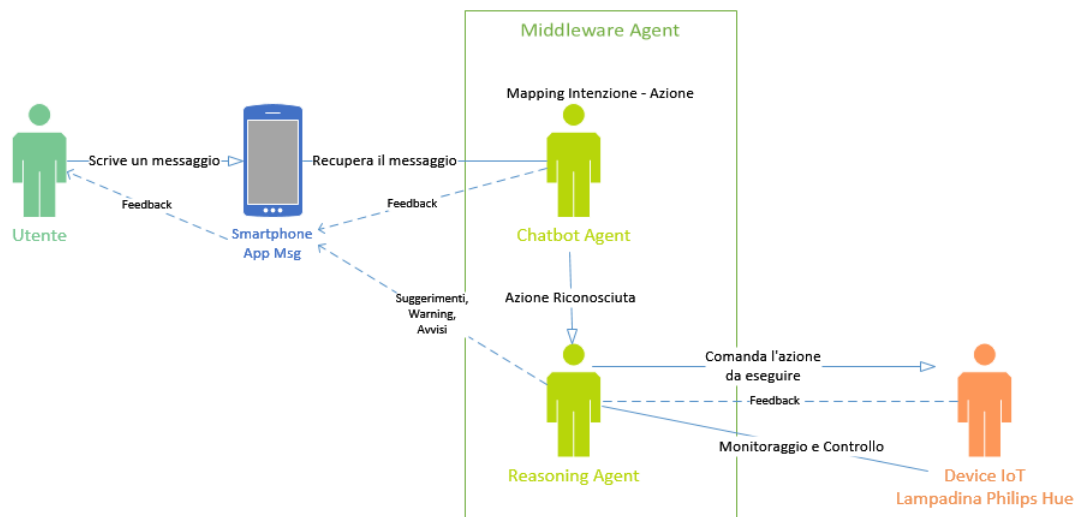 Middleware Agent
Mapping Intenzione - Azione
Scrive un messaggio
Recupera il messaggio
Feedback
Feedback
Utente
Smartphone
App Msg
Chatbot Agent
Suggerimenti,
Warning,
Avvisi
Azione Riconosciuta
Comanda l'azione
da eseguire
Feedback
Monitoraggio e Controllo
Reasoning Agent
Device IoT
Lampadina Philips Hue